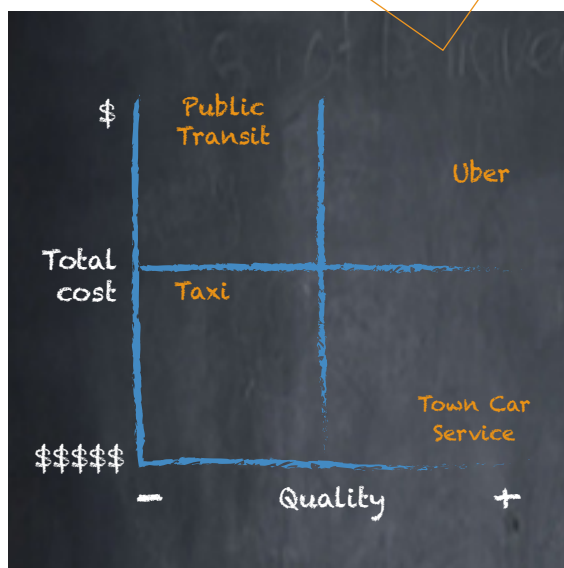 $
Public
Transit
Uber
Total
cost
Taxi
Town Car
Service
$$$$$
- Quality +